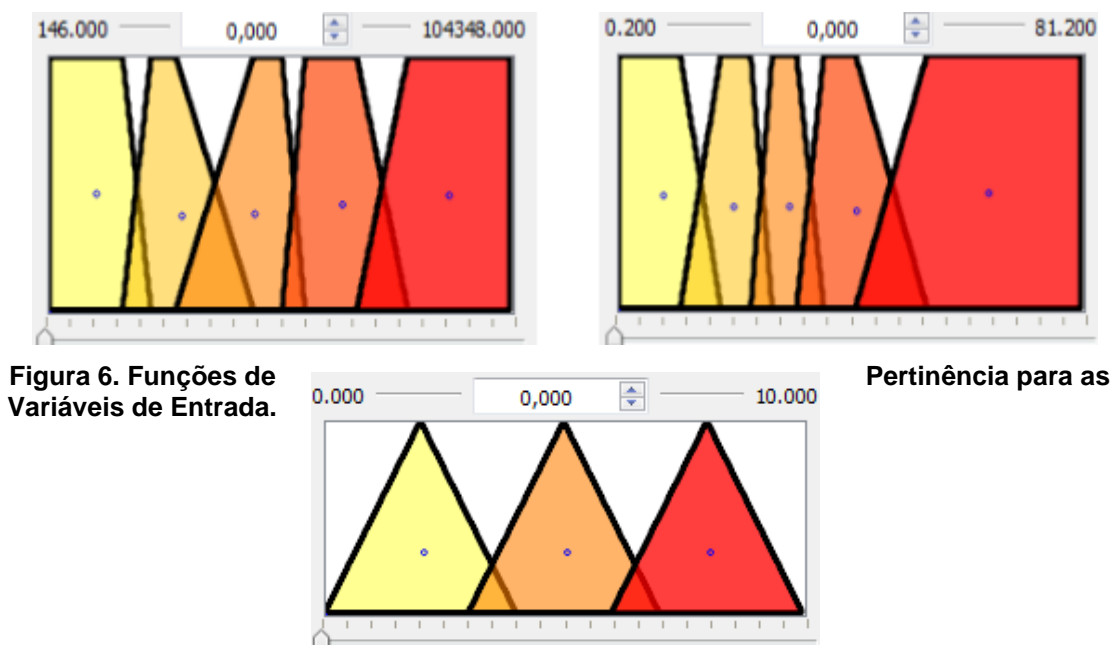 146.000 0,000 104348.000
0.200 0,000 81.200
Figura 6. Funções de Pertinência para as
Variáveis de Entrada.
0.000 0,000 10.000